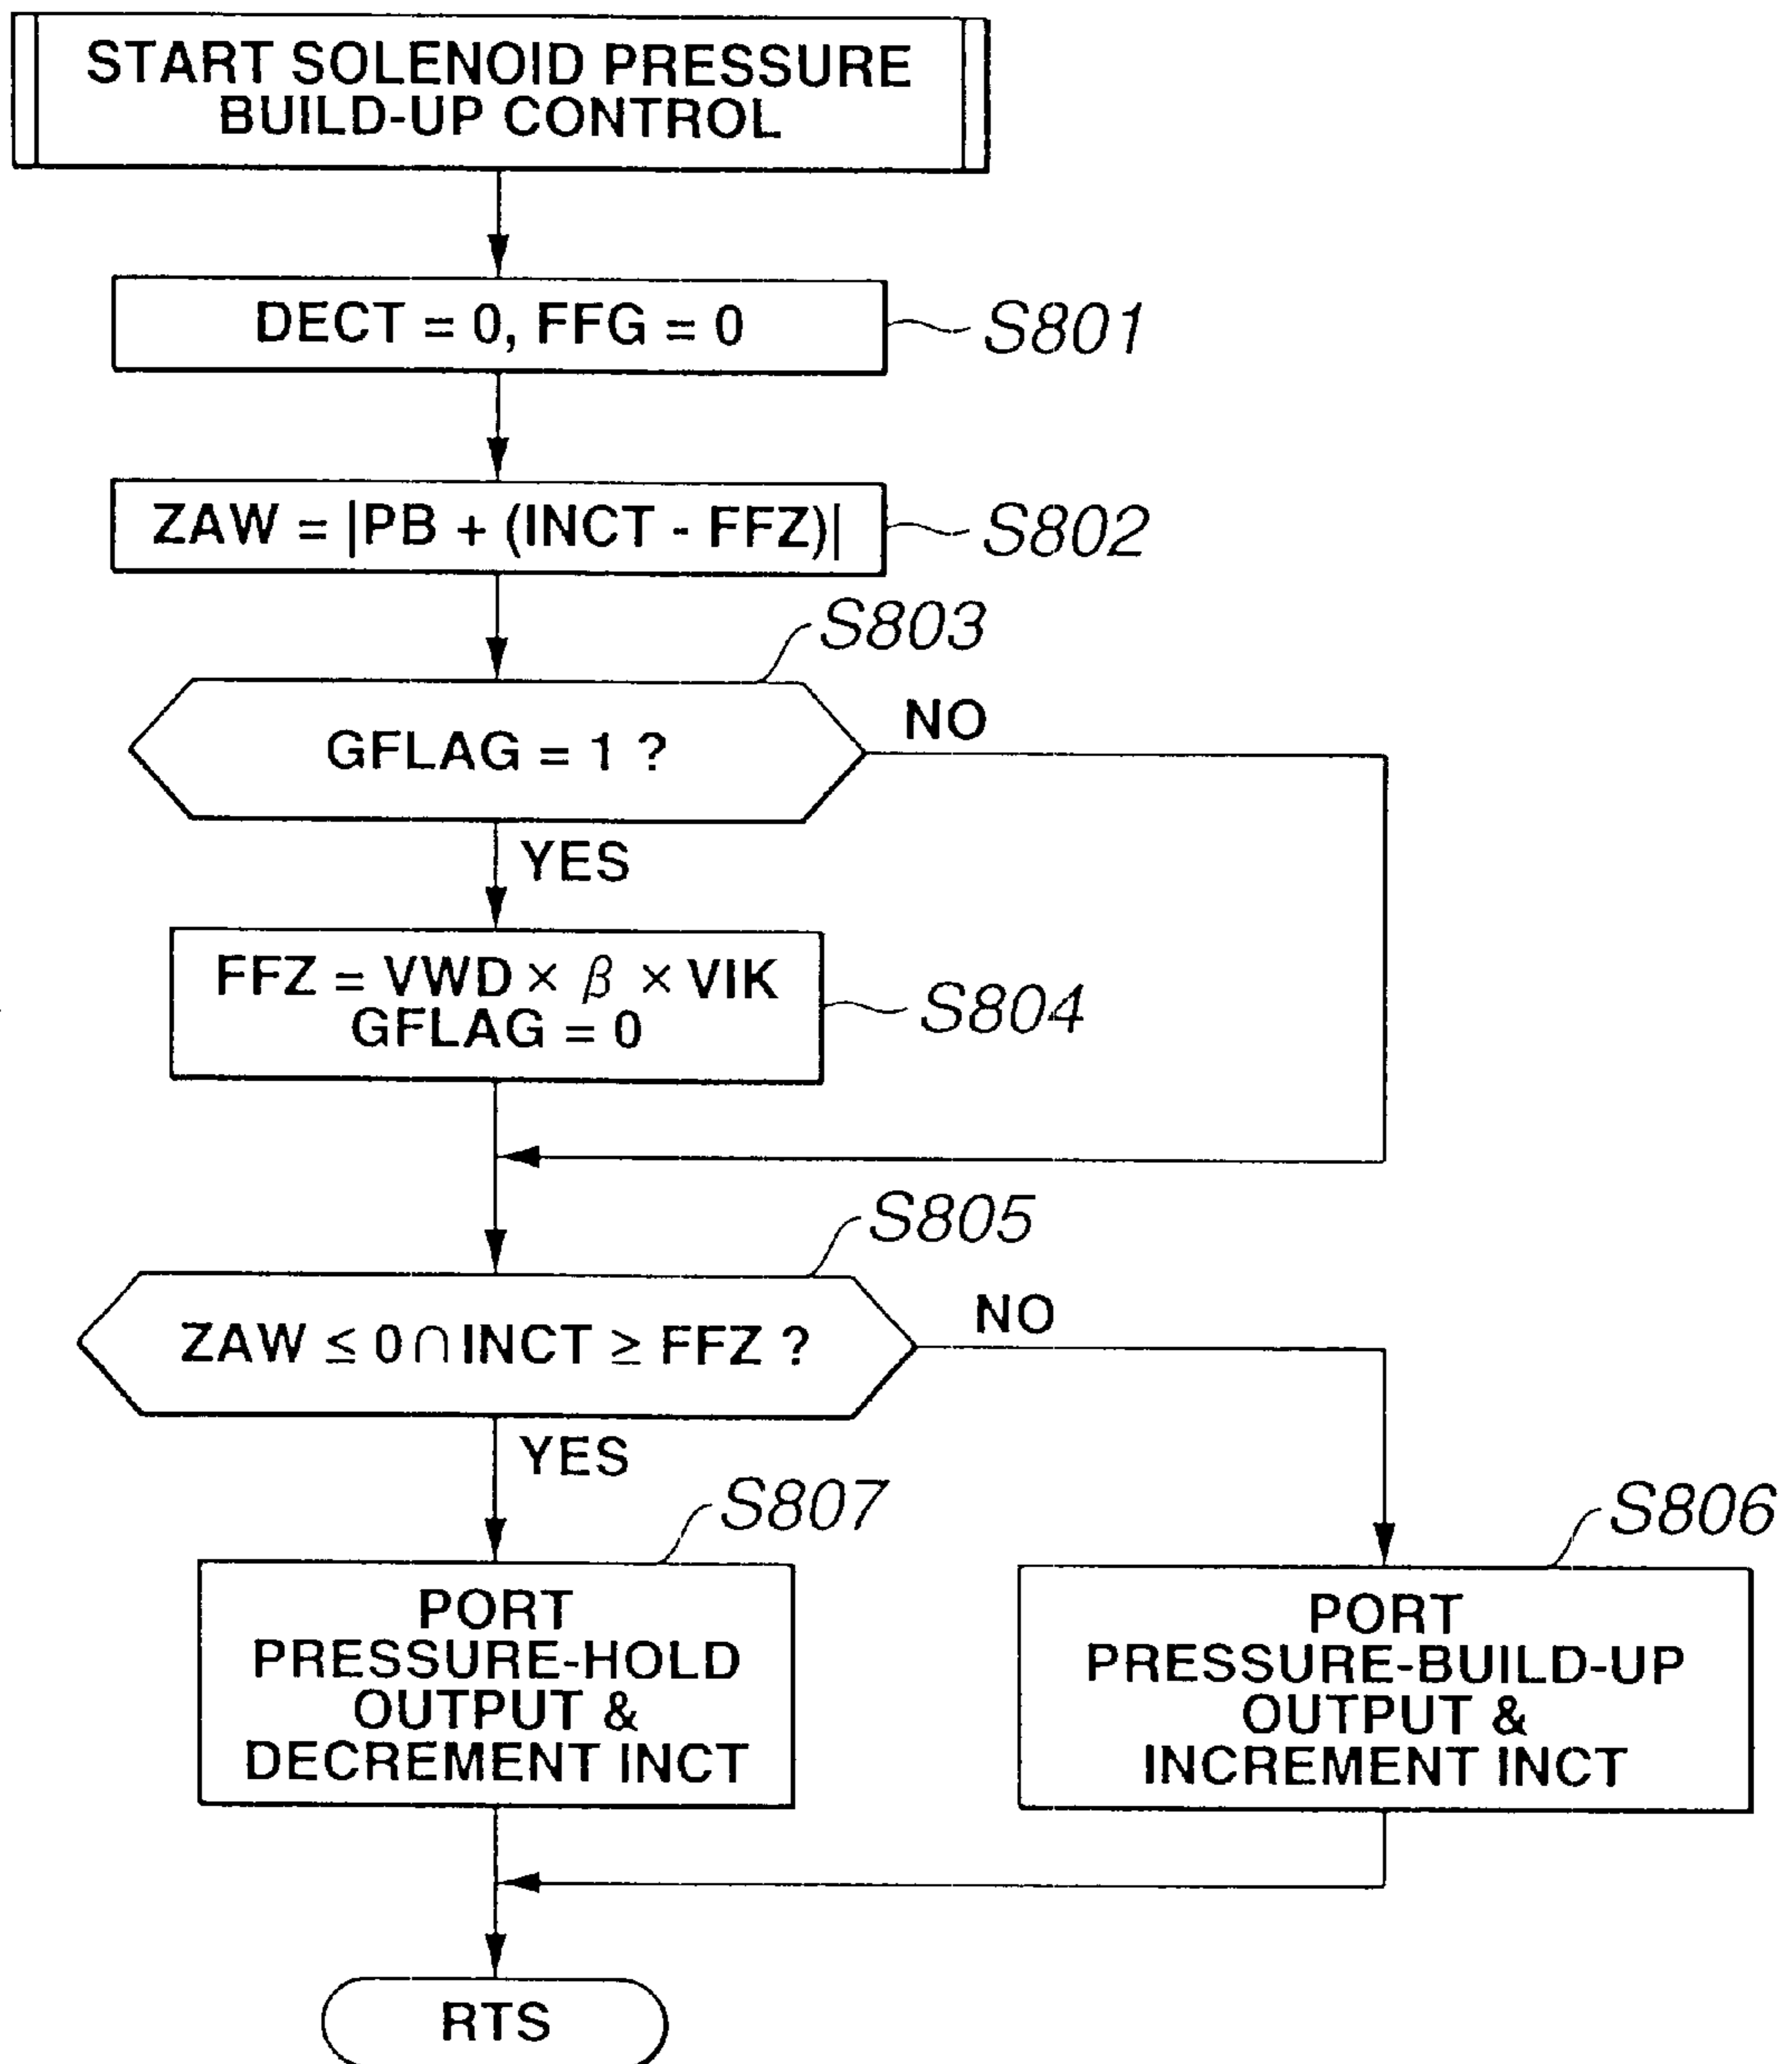 START SOLENOID PRESSURE
BUILD-UP CONTROL
DECT = 0, FFG = 0
S801
ZAW = |PB + (INCT - FFZ)|
S802
S803
GFLAG = 1 ?
NO
YES
FFZ = VWD × β × VIK
GFLAG = 0
S804
S805
ZAW ≤ 0 ∩ INCT ≥ FFZ ?
NO
YES
S807
PORT
PRESSURE-HOLD
OUTPUT &
DECREMENT INCT
S806
PORT
PRESSURE-BUILD-UP
OUTPUT &
INCREMENT INCT
RTS